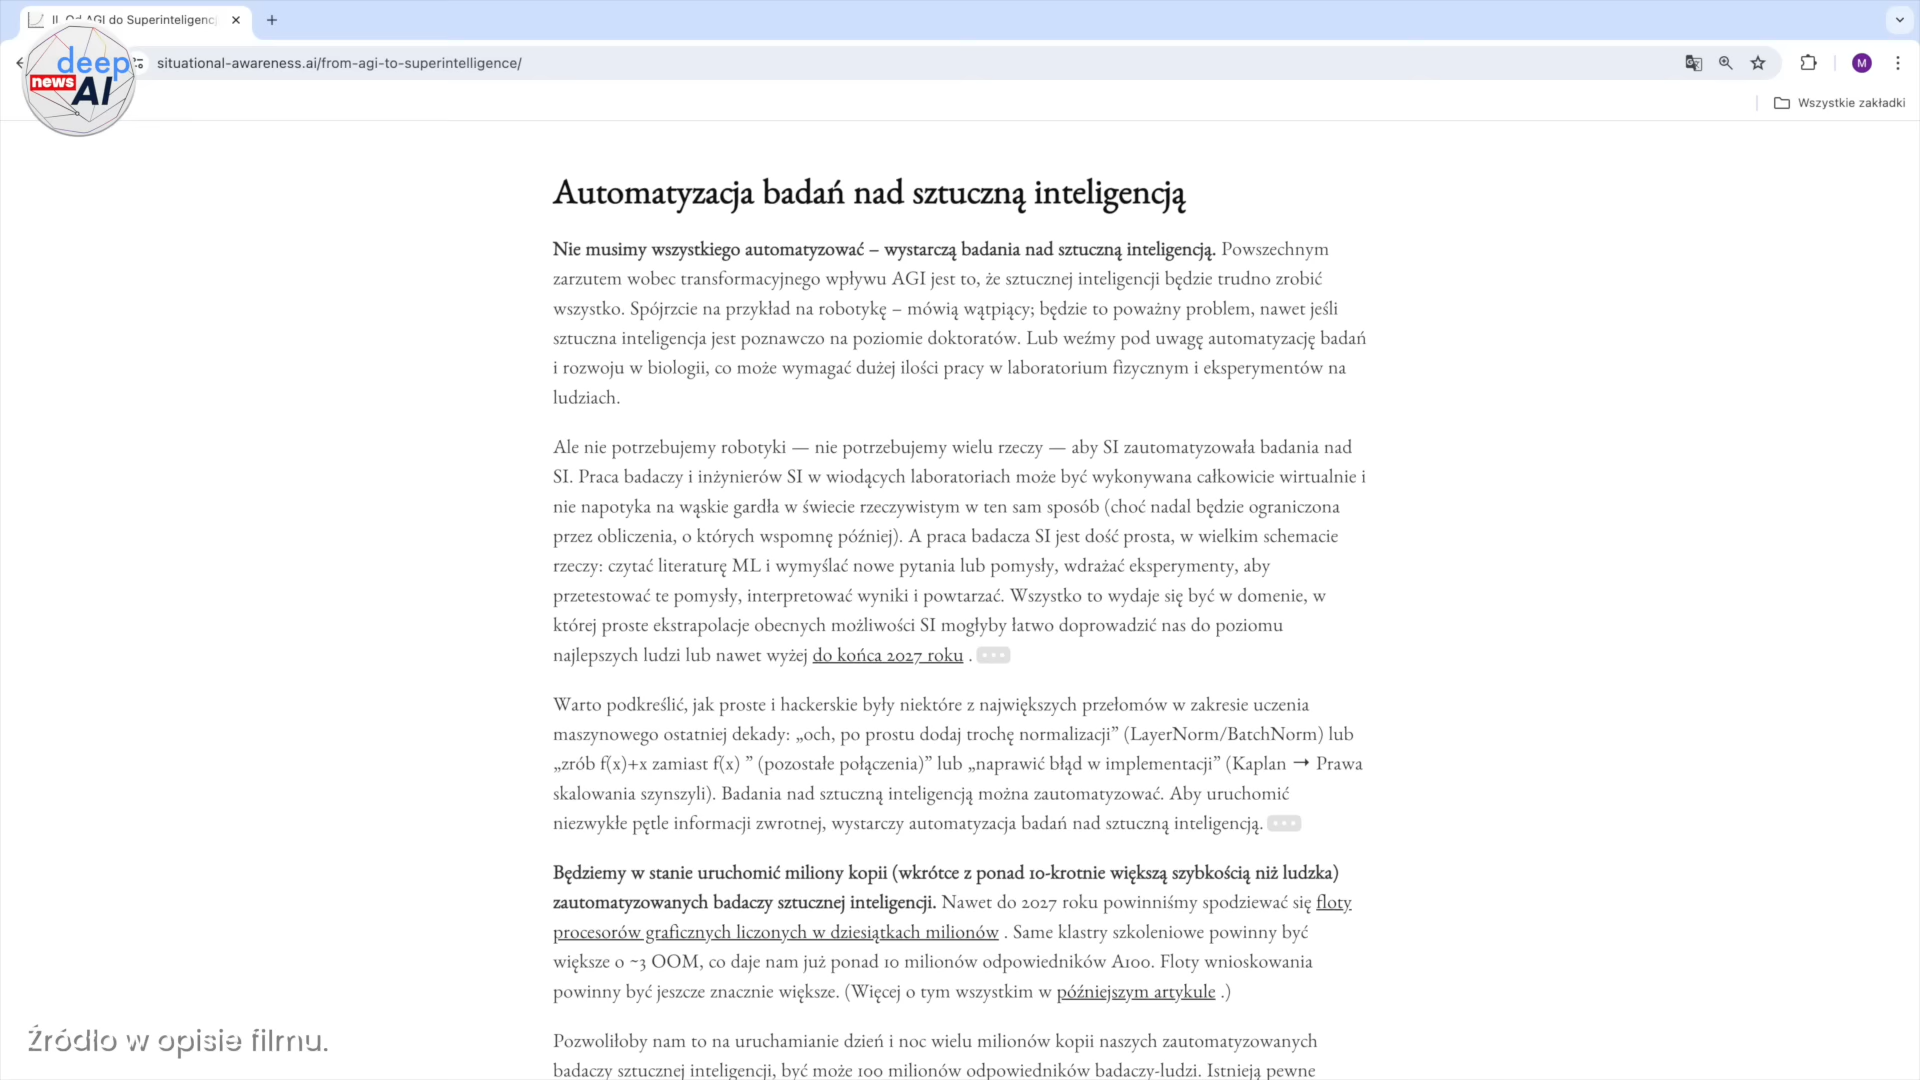 II. Od AGI do Superinteligenc
deep
news
AI
situational-awareness.ai/from-agi-to-superintelligence/
M
Wszystkie zakładki
Automatyzacja badań nad sztuczną inteligencją
Nie musimy wszystkiego automatyzować – wystarczą badania nad sztuczną inteligencją. Powszechnym
zarzutem wobec transformacyjnego wpływu AGI jest to, że sztucznej inteligencji będzie trudno zrobić
wszystko. Spójrzcie na przykład na robotykę – mówią wątpiący; będzie to poważny problem, nawet jeśli
sztuczna inteligencja jest poznawczo na poziomie doktoratów. Lub weźmy pod uwagę automatyzację badań
i rozwoju w biologii, co może wymagać dużej ilości pracy w laboratorium fizycznym i eksperymentów na
ludziach.
Ale nie potrzebujemy robotyki — nie potrzebujemy wielu rzeczy — aby SI zautomatyzowała badania nad
SI. Praca badaczy i inżynierów SI w wiodących laboratoriach może być wykonywana całkowicie wirtualnie i
nie napotyka na wąskie gardła w świecie rzeczywistym w ten sam sposób (choć nadal będzie ograniczona
przez obliczenia, o których wspomnę później). A praca badacza SI jest dość prosta, w wielkim schemacie
rzeczy: czytać literaturę ML i wymyślać nowe pytania lub pomysły, wdrażać eksperymenty, aby
przetestować te pomysły, interpretować wyniki i powtarzać. Wszystko to wydaje się być w domenie, w
której proste ekstrapolacje obecnych możliwości SI mogłyby łatwo doprowadzić nas do poziomu
najlepszych ludzi lub nawet wyżej do końca 2027 roku .
Warto podkreślić, jak proste i hackerskie były niektóre z największych przełomów w zakresie uczenia
maszynowego ostatniej dekady: „och, po prostu dodaj trochę normalizacji” (LayerNorm/BatchNorm) lub
„zrób f(x)+x zamiast f(x) ” (pozostałe połączenia)” lub „naprawić błąd w implementacji” (Kaplan → Prawa
skalowania szynszyli). Badania nad sztuczną inteligencją można zautomatyzować. Aby uruchomić
niezwykłe pętle informacji zwrotnej, wystarczy automatyzacja badań nad sztuczną inteligencją.
Będziemy w stanie uruchomić miliony kopii (wkrótce z ponad 10-krotnie większą szybkością niż ludzka)
zautomatyzowanych badaczy sztucznej inteligencji. Nawet do 2027 roku powinniśmy spodziewać się floty
procesorów graficznych liczonych w dziesiątkach milionów . Same klastry szkoleniowe powinny być
większe o ~3 OOM, co daje nam już ponad 10 milionów odpowiedników A100. Floty wnioskowania
powinny być jeszcze znacznie większe. (Więcej o tym wszystkim w późniejszym artykule .)
Pozwoliłoby nam to na uruchamianie dzień i noc wielu milionów kopii naszych zautomatyzowanych
badaczy sztucznej inteligencji, być może 100 milionów odpowiedników badaczy-ludzi. Istnieją pewne
Źródło w opisie filmu.